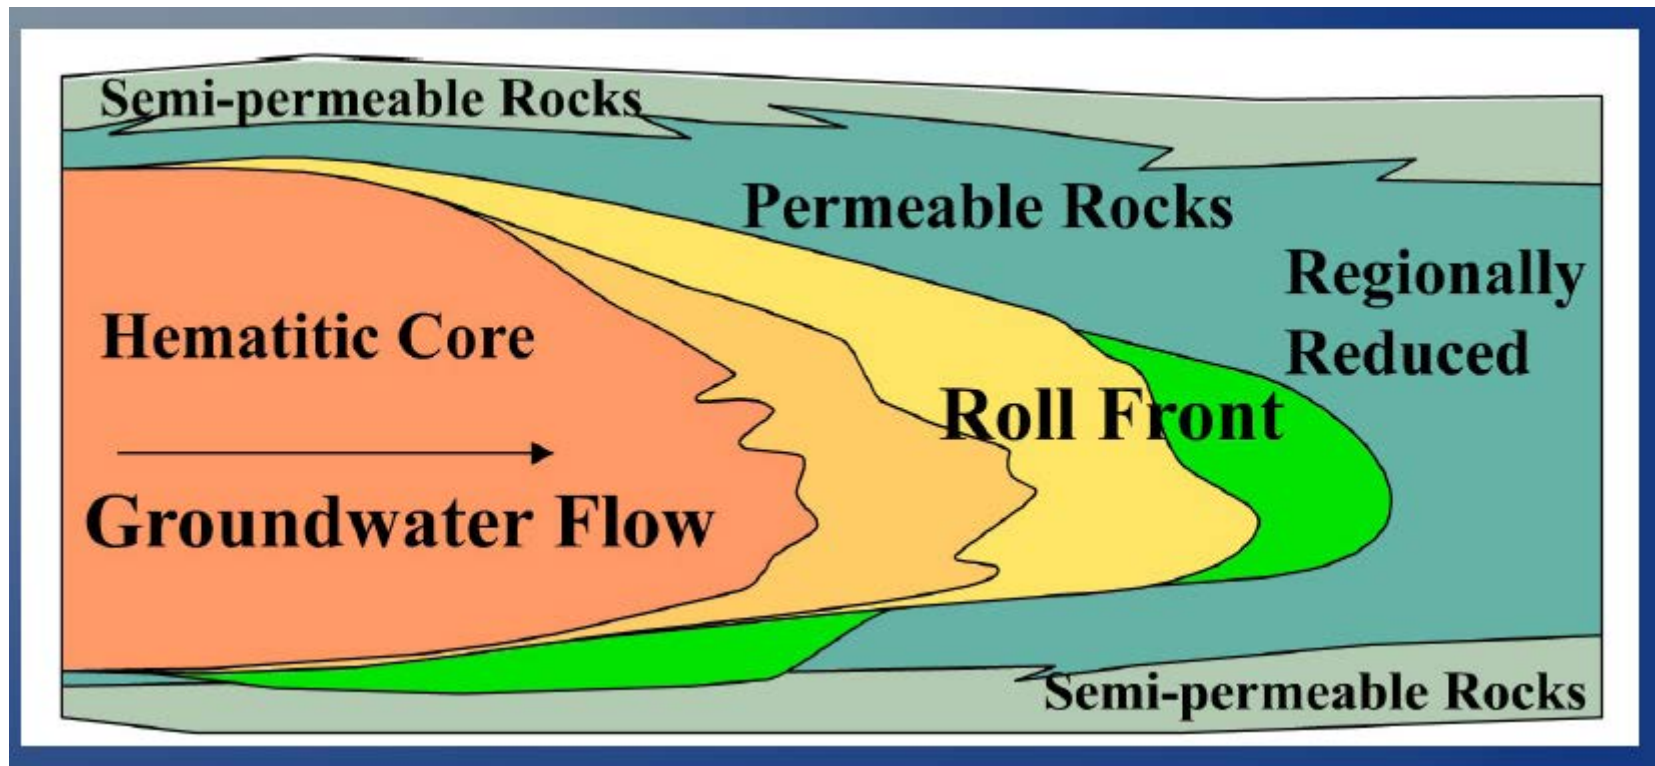 Semi-permeable Rocks
Permeable Rocks
Regionally
Reduced
Hematitic Core
Roll Front
Groundwater Flow
Semi-permeable Rocks